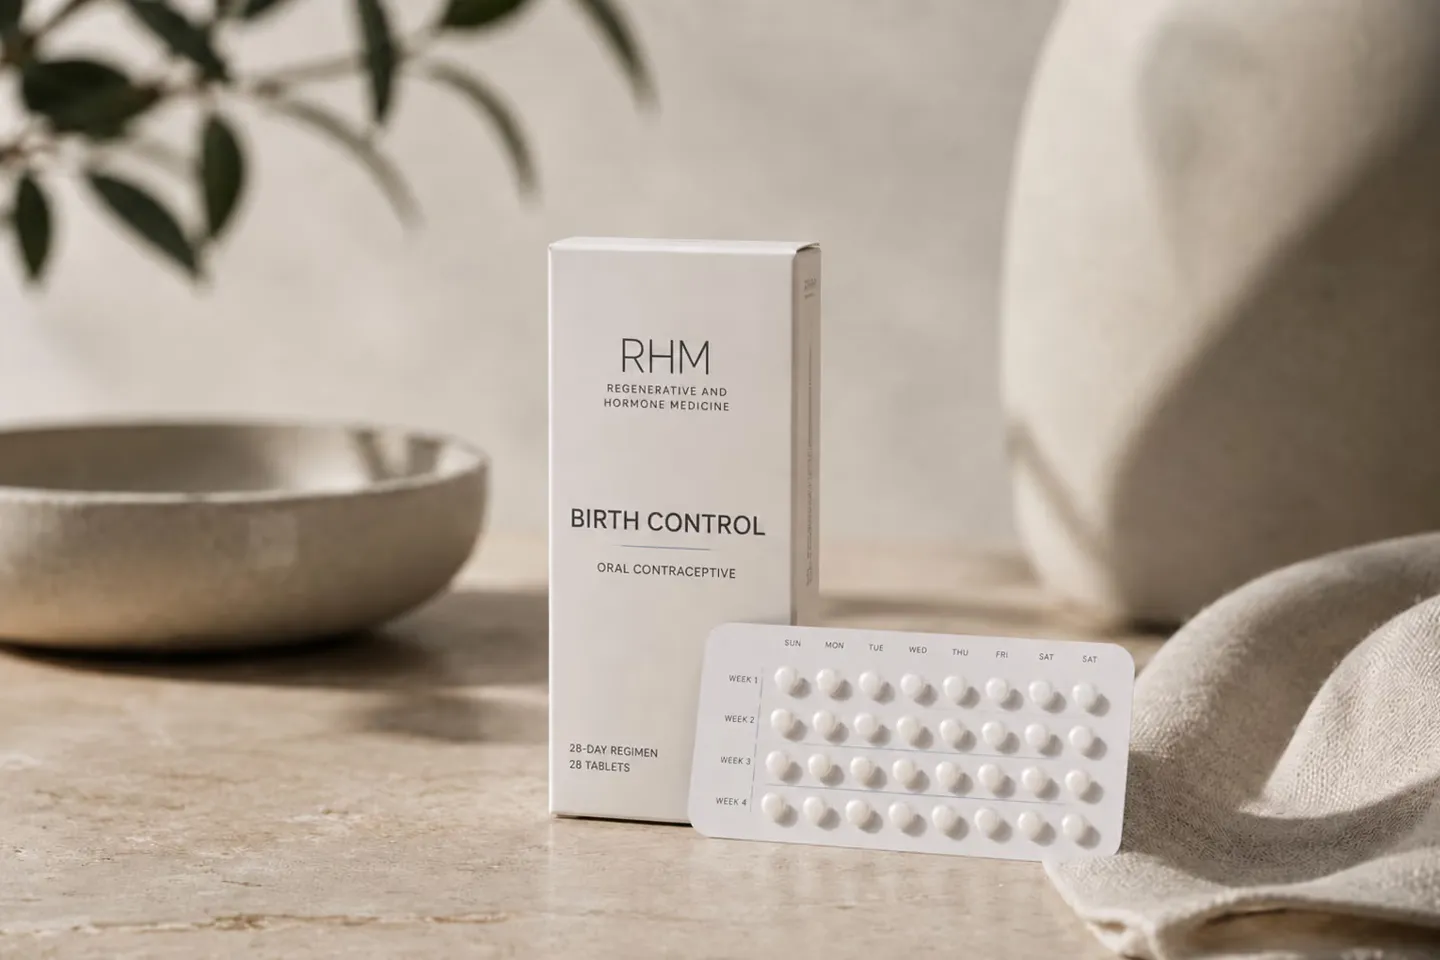 RHM
REGENERATIVE AND
HORMONE MEDICINE
BIRTH CONTROL
ORAL CONTRACEPTIVE
28-DAY REGIMEN
28 TABLETS
SUN MON TUE WED THU FRI SAT SAT
WEEK 1
WEEK 2
WEEK 3
WEEK 4